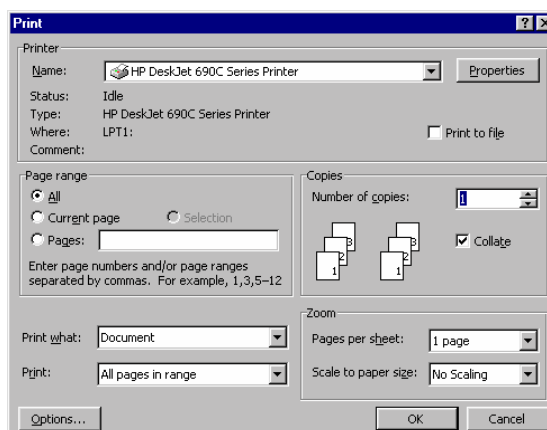 Print
Printer
Name: HP DeskJet 690C Series Printer Properties
Status: Idle
Type: HP DeskJet 690C Series Printer
Where: LPT1: Print to file
Comment:
Page range
All
Current page Selection
Pages:
Enter page numbers and/or page ranges
separated by commas. For example, 1,3,5–12
Copies
Number of copies: 1
3 3
2 2
1 1
Collate
Print what: Document
Print: All pages in range
Zoom
Pages per sheet: 1 page
Scale to paper size: No Scaling
Options... OK Cancel